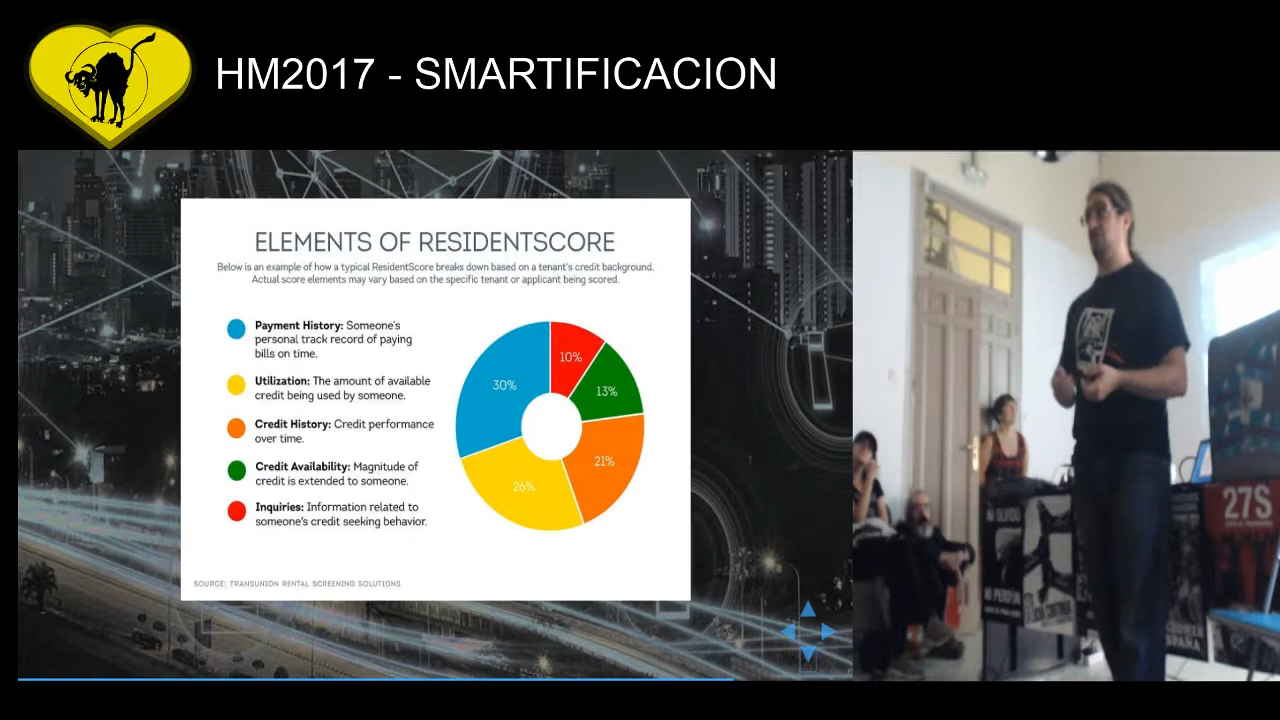 HM2017 - SMARTIFICACION
ELEMENTS OF RESIDENTSCORE
Below is an example of how a typical ResidentScore breaks down based on a tenant's credit background.
Actual score elements may vary based on the specific tenant or applicant being scored.
Payment History: Someone's
personal track record of paying
bills on time.
Utilization: The amount of available
credit being used by someone.
Credit History: Credit performance
over time.
Credit Availability: Magnitude of
credit is extended to someone.
Inquiries: Information related to
someone's credit seeking behavior.
30%
10%
13%
21%
26%
SOURCE: TRANSUNION RENTAL SCREENING SOLUTIONS
NI OLVIDO
NI PERDÓN
27S